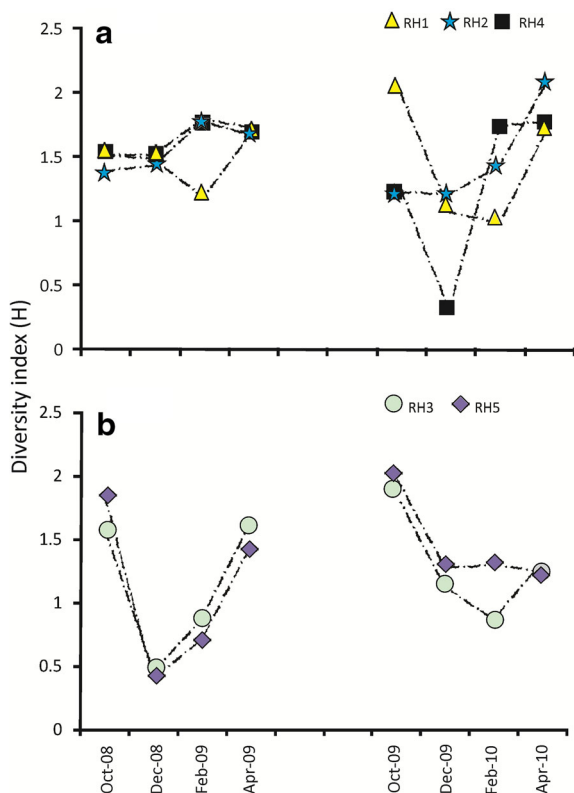 a
RH1 RH2 RH4
2.5
2
1.5
1
0.5
0
Diversity index (H)
b
RH3 RH5
2.5
2
1.5
1
0.5
0
Oct-08 Dec-08 Feb-09 Apr-09 Oct-09 Dec-09 Feb-10 Apr-10